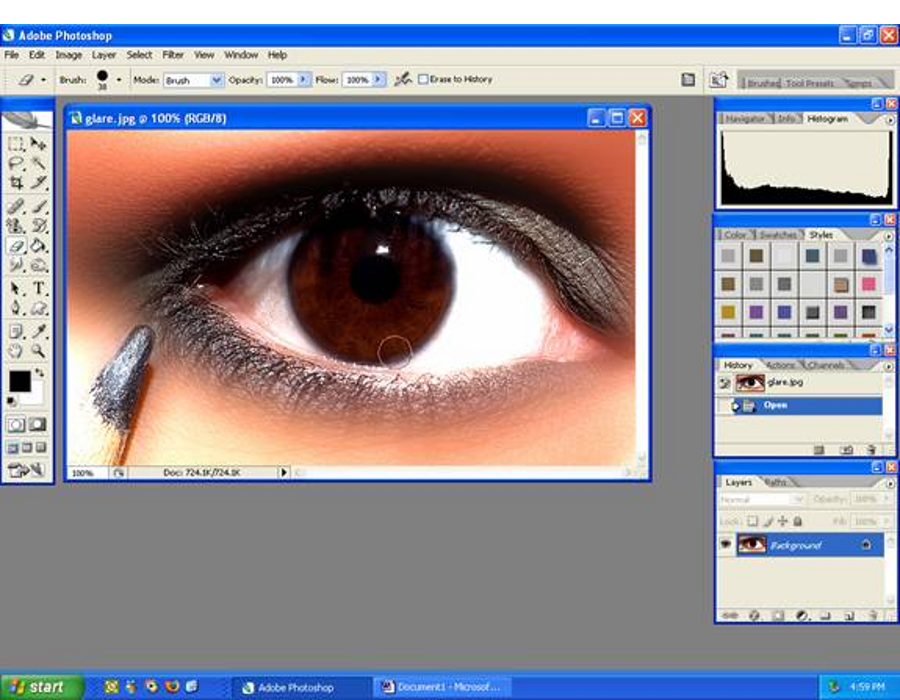 Adobe Photoshop
File Edit Image Layer Select Filter View Window Help
Brush: 38 Mode: Brush Opacity: 100% Flow: 100% Erase to History
Brushes Tool Presets Comps
glare.jpg @ 100% (RGB/8)
Navigator Info Histogram
Color Swatches Styles
History Actions Channels
glare.jpg
Open
100% Doc: 724.1K/724.1K
Layers Paths
Normal Opacity: 100%
Lock: Fill: 100%
Background
start Adobe Photoshop Document1 - Microsof... 4:59 PM